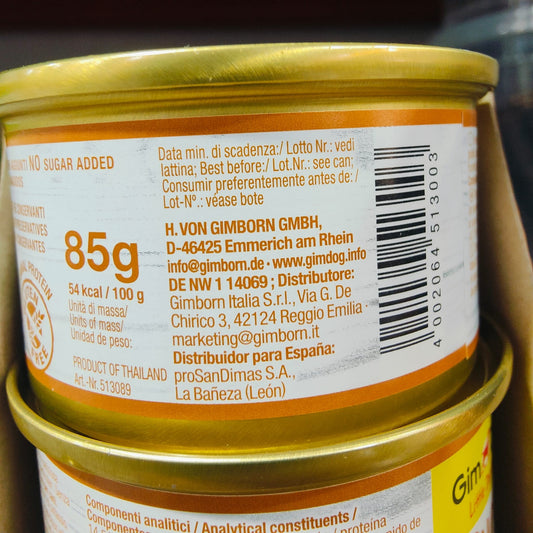 NO SUGAR ADDED
85g
54 kcal / 100 g
Unità di massa/
Units of mass/
Unidad de peso:
PRODUCT OF THAILAND
Art.-Nr. 513089
Data min. di scadenza:/ Lotto Nr.: vedi
lattina; Best before:/ Lot.Nr.: see can;
Consumir preferentemente antes de:/
Lot-Nº.: véase bote
H. VON GIMBORN GMBH,
D-46425 Emmerich am Rhein
info@gimborn.de · www.gimdog.info
DE NW 1 14069 ; Distributore:
Gimborn Italia S.r.l., Via G. De
Chirico 3, 42124 Reggio Emilia ·
marketing@gimborn.it
Distribuidor para España:
proSanDimas S.A.,
La Bañeza (León)
4 002064 513003
Componenti analitici / Analytical constituents /
proteína
Gim